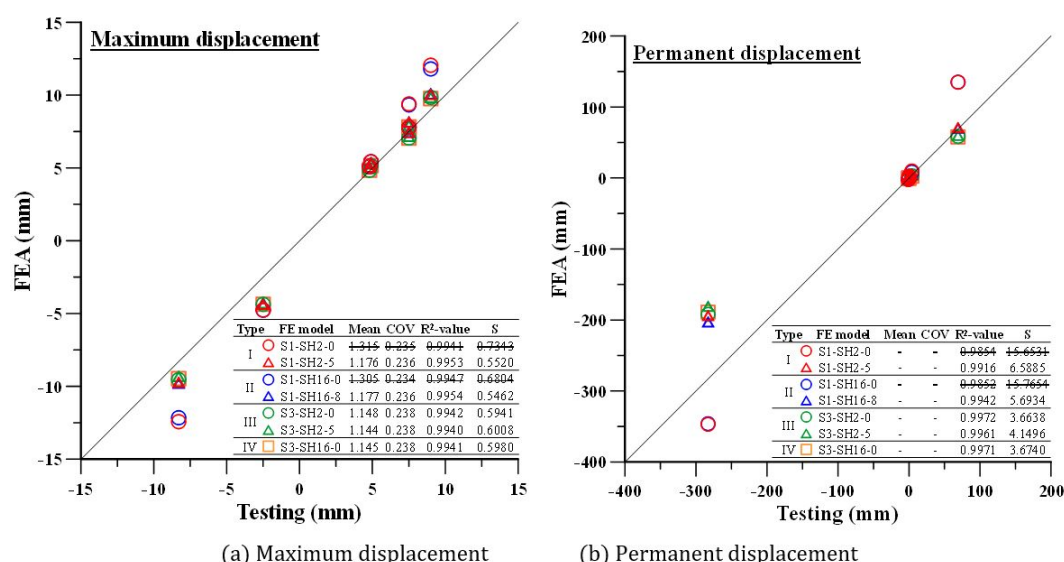 Maximum displacement
15
10
5
0
-5
-10
-15
FEA (mm)
Type FE model Mean COV R²-value S
I S1-SH2-0 1.315 0.235 0.9941 0.7343
S1-SH2-5 1.176 0.236 0.9953 0.5520
II S1-SH16-0 1.305 0.234 0.9947 0.6804
S1-SH16-8 1.177 0.236 0.9954 0.5462
III S3-SH2-0 1.148 0.238 0.9942 0.5941
S3-SH2-5 1.144 0.238 0.9940 0.6008
IV S3-SH16-0 1.145 0.238 0.9941 0.5980
-15 -10 -5 0 5 10 15
Testing (mm)
(a) Maximum displacement
Permanent displacement
200
100
0
-100
-200
-300
-400
FEA (mm)
Type FE model Mean COV R²-value S
I S1-SH2-0 - - 0.9854 15.6531
S1-SH2-5 - - 0.9916 6.5885
II S1-SH16-0 - - 0.9852 15.7654
S1-SH16-8 - - 0.9942 5.6934
III S3-SH2-0 - - 0.9972 3.6638
S3-SH2-5 - - 0.9961 4.1496
IV S3-SH16-0 - - 0.9971 3.6740
-400 -300 -200 -100 0 100 200
Testing (mm)
(b) Permanent displacement